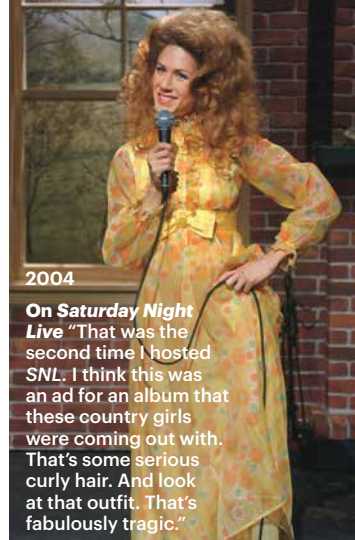 2004
On Saturday Night
Live “That was the
second time I hosted
SNL. I think this was
an ad for an album that
these country girls
were coming out with.
That’s some serious
curly hair. And look
at that outfit. That’s
fabulously tragic.”